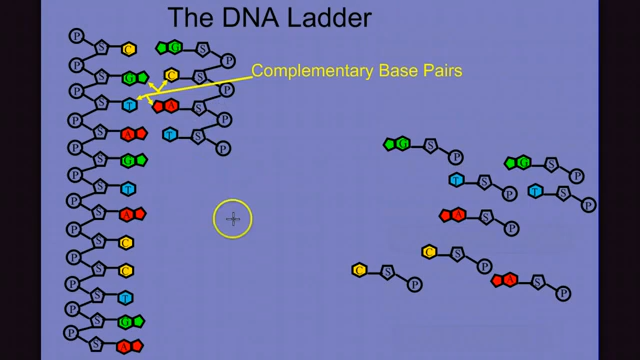 The DNA Ladder
P
S C G S
P P
Complementary Base Pairs
S G C S
P
S T A S
P P
S A T S
P P
S G
P
S T
P
S A
P
S C
P
S C
P
S T
P
S G
P
S A
G S P
G S P
T S P
T S P
A S P
C S P
A S P
C S P